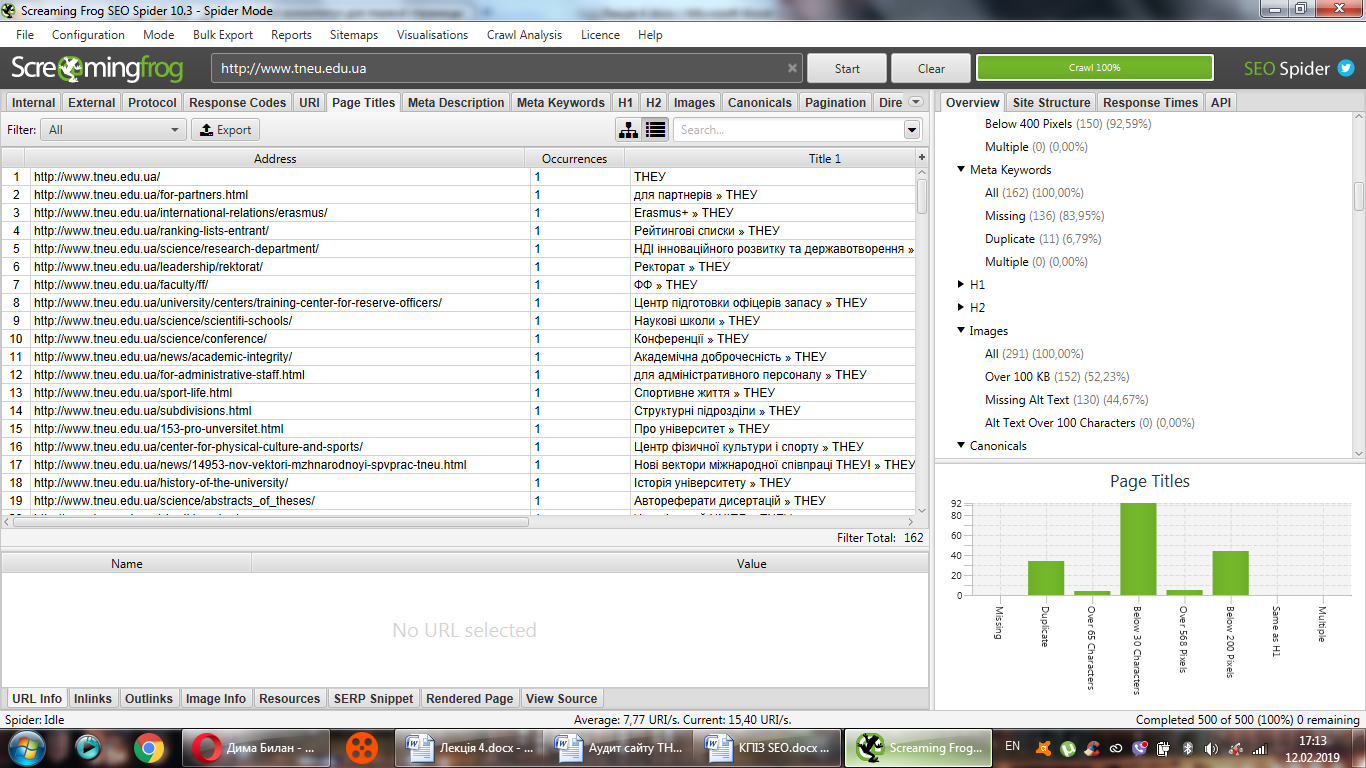 Screaming Frog SEO Spider 10.3 - Spider Mode
File Configuration Mode Bulk Export Reports Sitemaps Visualisations Crawl Analysis Licence Help
Screamingfrog http://www.tneu.edu.ua Start Clear Crawl 100% SEO Spider
Internal External Protocol Response Codes URI Page Titles Meta Description Meta Keywords H1 H2 Images Canonicals Pagination Dire
Filter: All Export Search...
Address Occurrences Title 1
1 http://www.tneu.edu.ua/ 1 ТНЕУ
2 http://www.tneu.edu.ua/for-partners.html 1 для партнерів » ТНЕУ
3 http://www.tneu.edu.ua/international-relations/erasmus/ 1 Erasmus+ » ТНЕУ
4 http://www.tneu.edu.ua/ranking-lists-entrant/ 1 Рейтингові списки » ТНЕУ
5 http://www.tneu.edu.ua/science/research-department/ 1 НДІ інноваційного розвитку та державотворення »
6 http://www.tneu.edu.ua/leadership/rektorat/ 1 Ректорат » ТНЕУ
7 http://www.tneu.edu.ua/faculty/ff/ 1 ФФ » ТНЕУ
8 http://www.tneu.edu.ua/university/centers/training-center-for-reserve-officers/ 1 Центр підготовки офіцерів запасу » ТНЕУ
9 http://www.tneu.edu.ua/science/scientifi-schools/ 1 Наукові школи » ТНЕУ
10 http://www.tneu.edu.ua/science/conference/ 1 Конференції » ТНЕУ
11 http://www.tneu.edu.ua/news/academic-integrity/ 1 Академічна доброчесність » ТНЕУ
12 http://www.tneu.edu.ua/for-administrative-staff.html 1 для адміністративного персоналу » ТНЕУ
13 http://www.tneu.edu.ua/sport-life.html 1 Спортивне життя » ТНЕУ
14 http://www.tneu.edu.ua/subdivisions.html 1 Структурні підрозділи » ТНЕУ
15 http://www.tneu.edu.ua/153-pro-unversitet.html 1 Про університет » ТНЕУ
16 http://www.tneu.edu.ua/center-for-physical-culture-and-sports/ 1 Центр фізичної культури і спорту » ТНЕУ
17 http://www.tneu.edu.ua/news/14953-nov-vektori-mzhnarodnoyi-spvprac-tneu.html 1 Нові вектори міжнародної співпраці ТНЕУ! » ТНЕУ
18 http://www.tneu.edu.ua/history-of-the-university/ 1 Історія університету » ТНЕУ
19 http://www.tneu.edu.ua/science/abstracts_of_theses/ 1 Автореферати дисертацій » ТНЕУ
Filter Total: 162
Name Value
No URL selected
URL Info Inlinks Outlinks Image Info Resources SERP Snippet Rendered Page View Source
Overview Site Structure Response Times API
Below 400 Pixels (150) (92,59%)
Multiple (0) (0,00%)
Meta Keywords
All (162) (100,00%)
Missing (136) (83,95%)
Duplicate (11) (6,79%)
Multiple (0) (0,00%)
H1
H2
Images
All (291) (100,00%)
Over 100 KB (152) (52,23%)
Missing Alt Text (130) (44,67%)
Alt Text Over 100 Characters (0) (0,00%)
Canonicals
Page Titles
92
80
60
40
20
0
Missing
Duplicate
Over 65 Characters
Below 30 Characters
Over 568 Pixels
Below 200 Pixels
Same as H1
Multiple
Spider: Idle Average: 7,77 URI/s. Current: 15,40 URI/s. Completed 500 of 500 (100%) 0 remaining
Дима Билан - ... Лекція 4.docx - ... Аудит сайту ТН... КПІЗ SEO.docx ... Screaming Frog... EN 17:13
12.02.2019